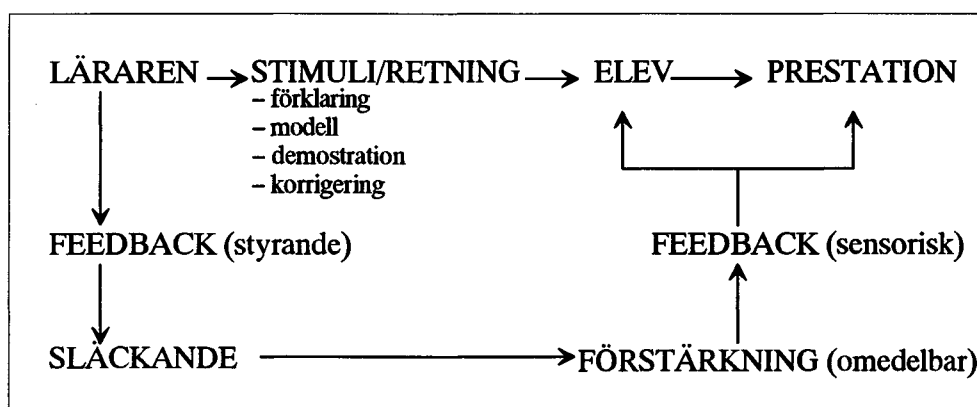 LÄRAREN STIMULI/RETNING ELEV PRESTATION
– förklaring
– modell
– demostration
– korrigering
FEEDBACK (styrande) FEEDBACK (sensorisk)
SLÄCKANDE FÖRSTÄRKNING (omedelbar)